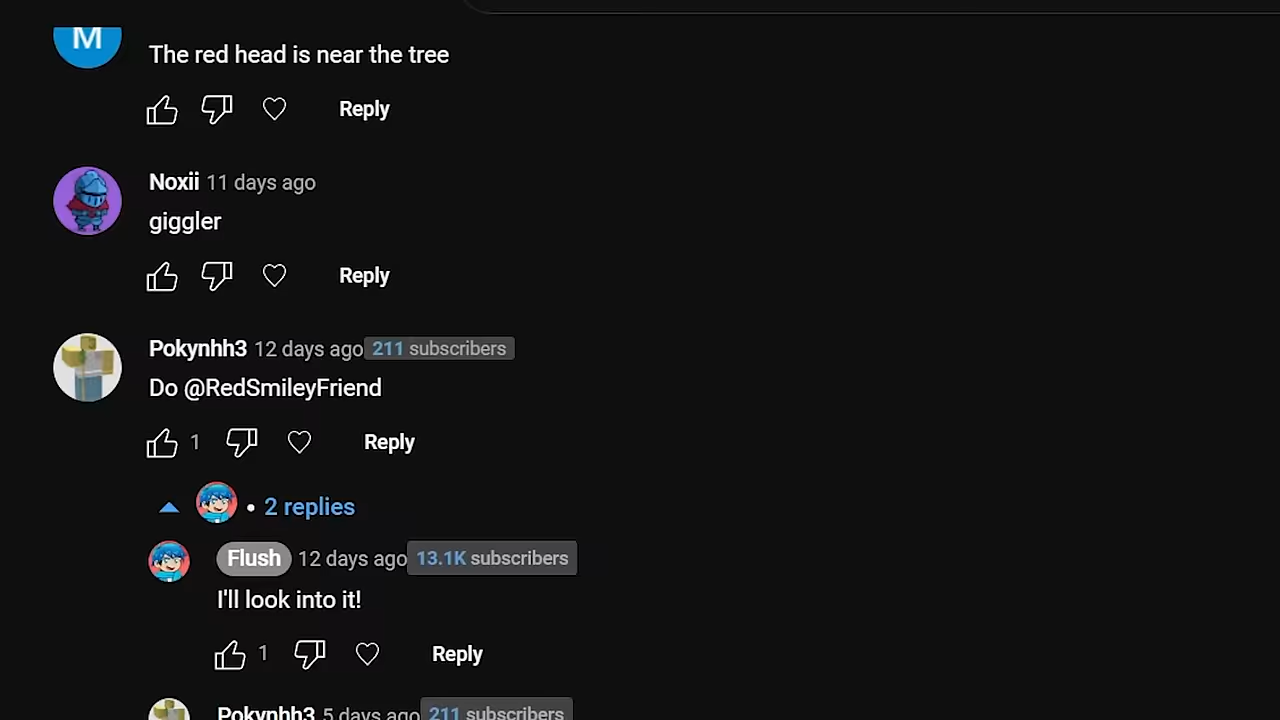 M
The red head is near the tree
Reply
Noxii 11 days ago
giggler
Reply
Pokynhh3 12 days ago 211 subscribers
Do @RedSmileyFriend
1 Reply
• 2 replies
Flush 12 days ago 13.1K subscribers
I'll look into it!
1 Reply
Pokynhh3 5 days ago 211 subscribers